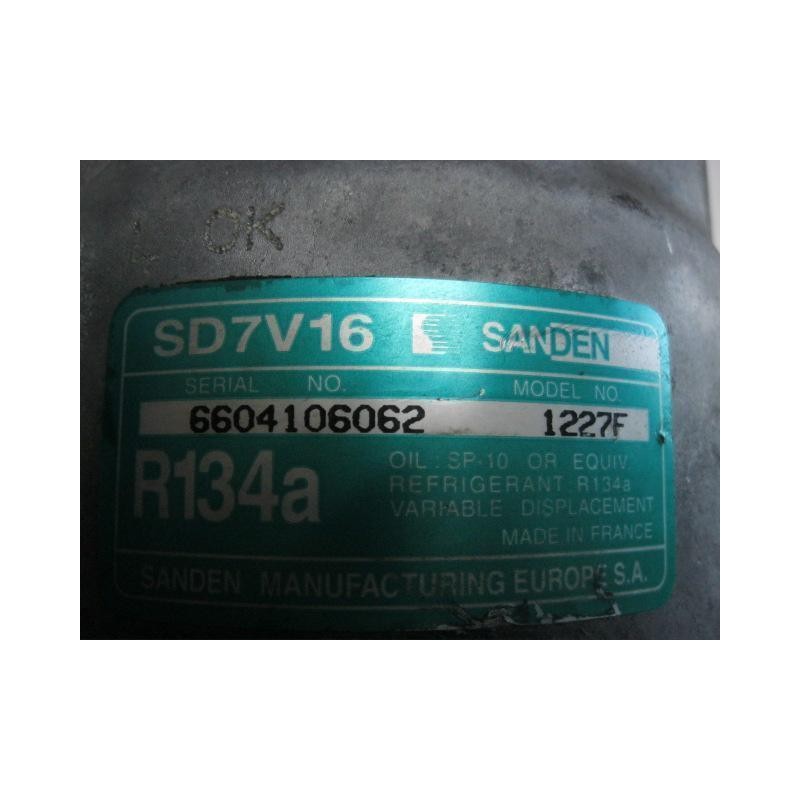 L OK
SD7V16 SANDEN
SERIAL NO. MODEL NO.
6604106062 1227F
R134a
OIL : SP-10 OR EQUIV.
REFRIGERANT : R134a
VARIABLE DISPLACEMENT
MADE IN FRANCE
SANDEN MANUFACTURING EUROPE S.A.